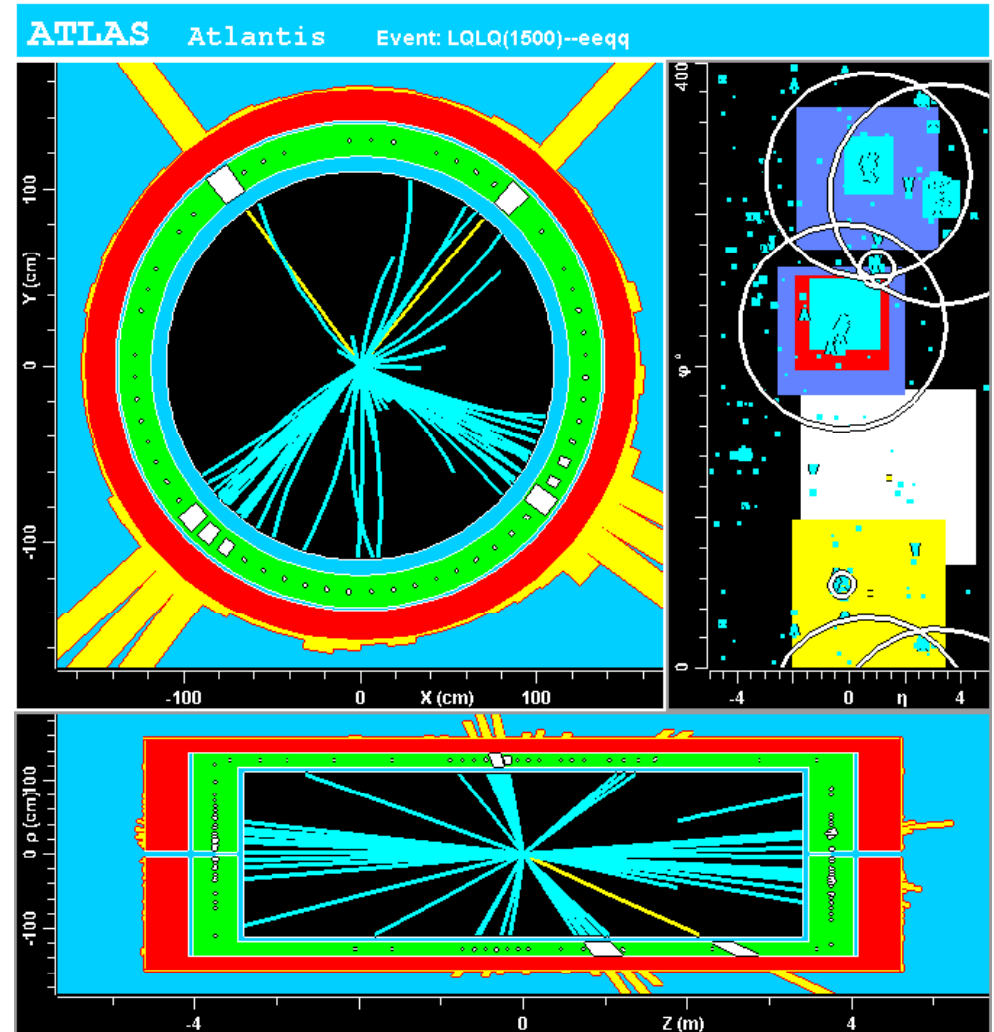 ATLAS Atlantis Event: LQLQ(1500)--eeqq
100
0
-100
Y (cm)
-100 0 X (cm) 100
400
φ°
0
-4 0 η 4
100
0 ρ (cm)
-100
-4 0 Z (m) 4